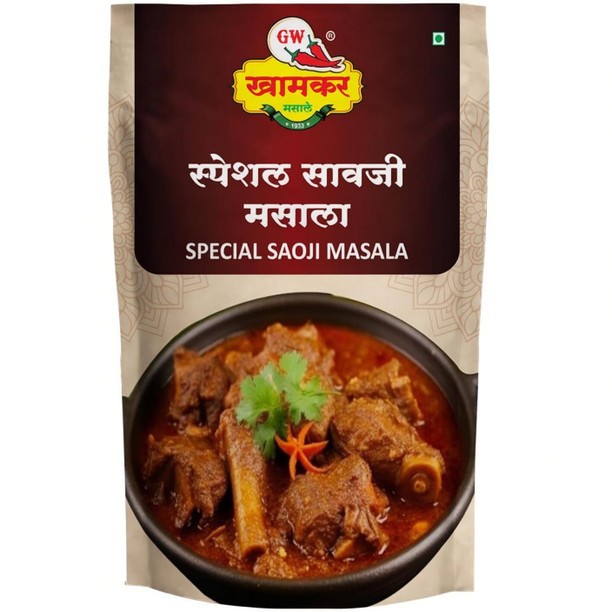 GW ®
खामकर
मसाले
1933
स्पेशल सावजी
मसाला
SPECIAL SAOJI MASALA